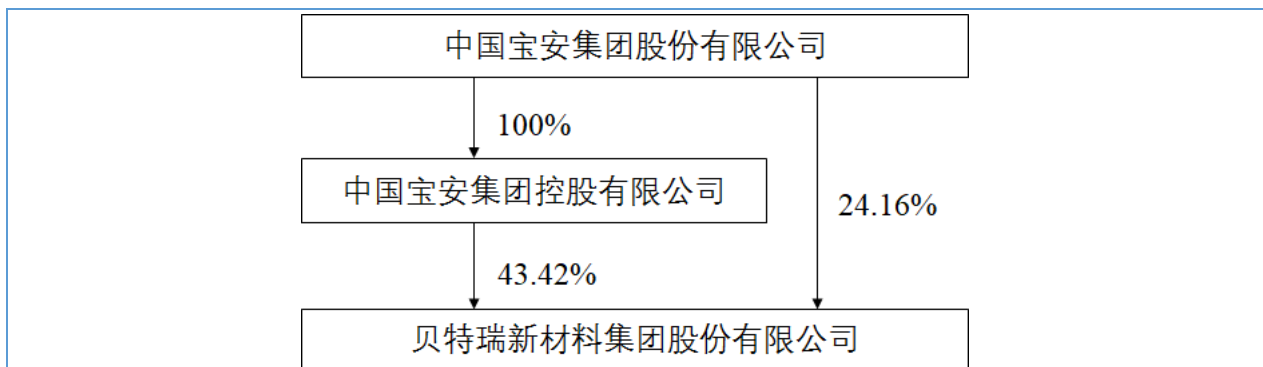 中国宝安集团股份有限公司
100%
中国宝安集团控股有限公司
24.16%
43.42%
贝特瑞新材料集团股份有限公司